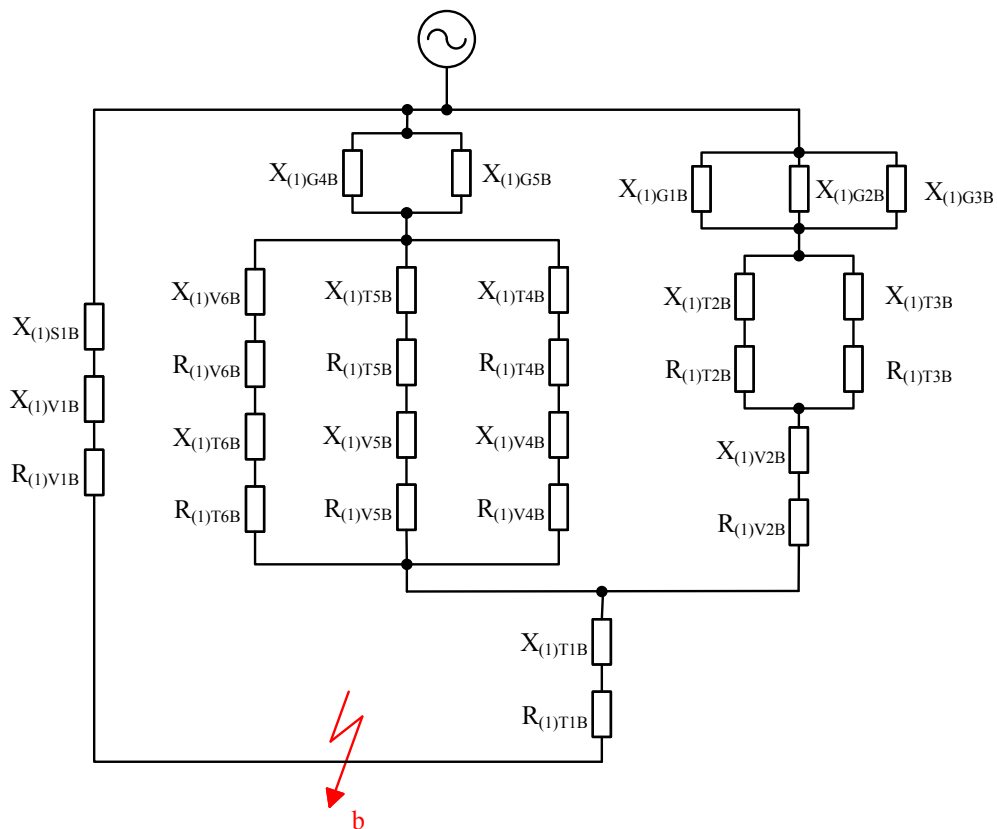 X(1)G4B
X(1)G5B
X(1)G1B
X(1)G2B
X(1)G3B
X(1)S1B
X(1)V1B
R(1)V1B
X(1)V6B
R(1)V6B
X(1)T6B
R(1)T6B
X(1)T5B
R(1)T5B
X(1)V5B
R(1)V5B
X(1)T4B
R(1)T4B
X(1)V4B
R(1)V4B
X(1)T2B
R(1)T2B
X(1)T3B
R(1)T3B
X(1)V2B
R(1)V2B
X(1)T1B
R(1)T1B
b